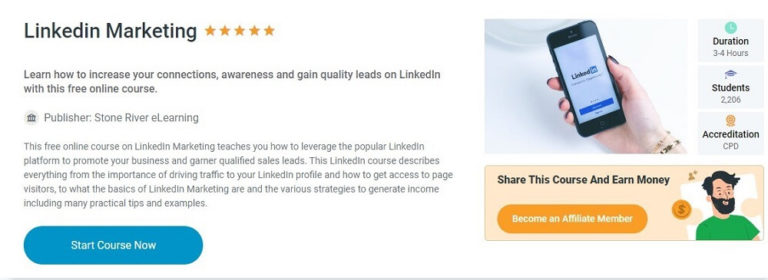 Linkedin Marketing
Learn how to increase your connections, awareness and gain quality leads on LinkedIn
with this free online course.
Publisher: Stone River eLearning
This free online course on LinkedIn Marketing teaches you how to leverage the popular LinkedIn
platform to promote your business and garner qualified sales leads. This LinkedIn course describes
everything from the importance of driving traffic to your LinkedIn profile and how to get access to page
visitors, to what the basics of LinkedIn Marketing are and the various strategies to generate income
including many practical tips and examples.
Start Course Now
LinkedIn
Duration
3-4 Hours
Students
2,206
Accreditation
CPD
Share This Course And Earn Money
$
Become an Affiliate Member